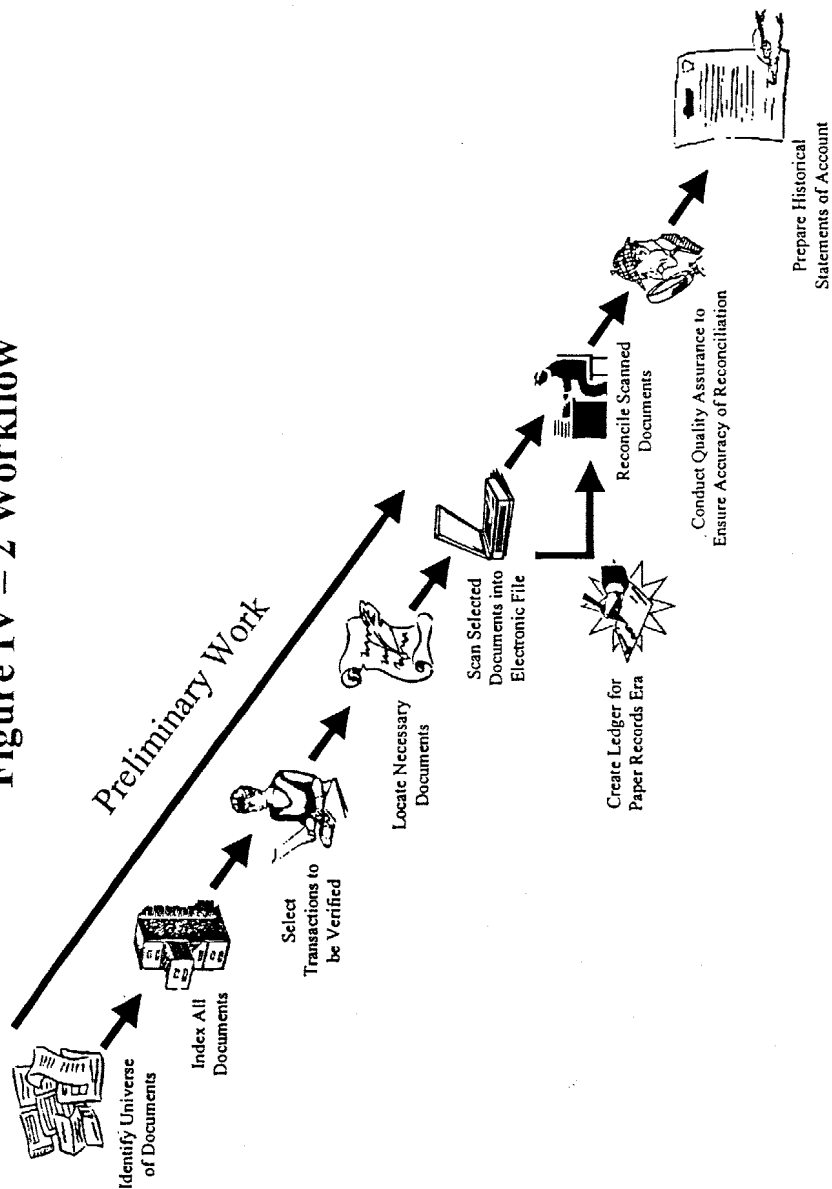 Figure IV – 2 Workflow
Preliminary Work
Identify Universe
of Documents
Index All
Documents
Select
Transactions to
be Verified
Locate Necessary
Documents
Scan Selected
Documents into
Electronic File
Create Ledger for
Paper Records Era
Reconcile Scanned
Documents
Conduct Quality Assurance to
Ensure Accuracy of Reconciliation
Prepare Historical
Statements of Account